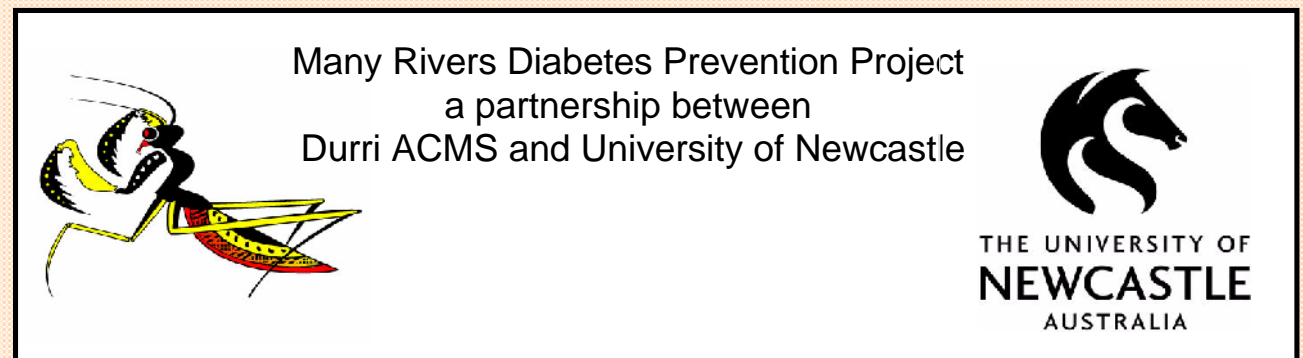 Many Rivers Diabetes Prevention Project
a partnership between
Durri ACMS and University of Newcastle
THE UNIVERSITY OF
NEWCASTLE
AUSTRALIA